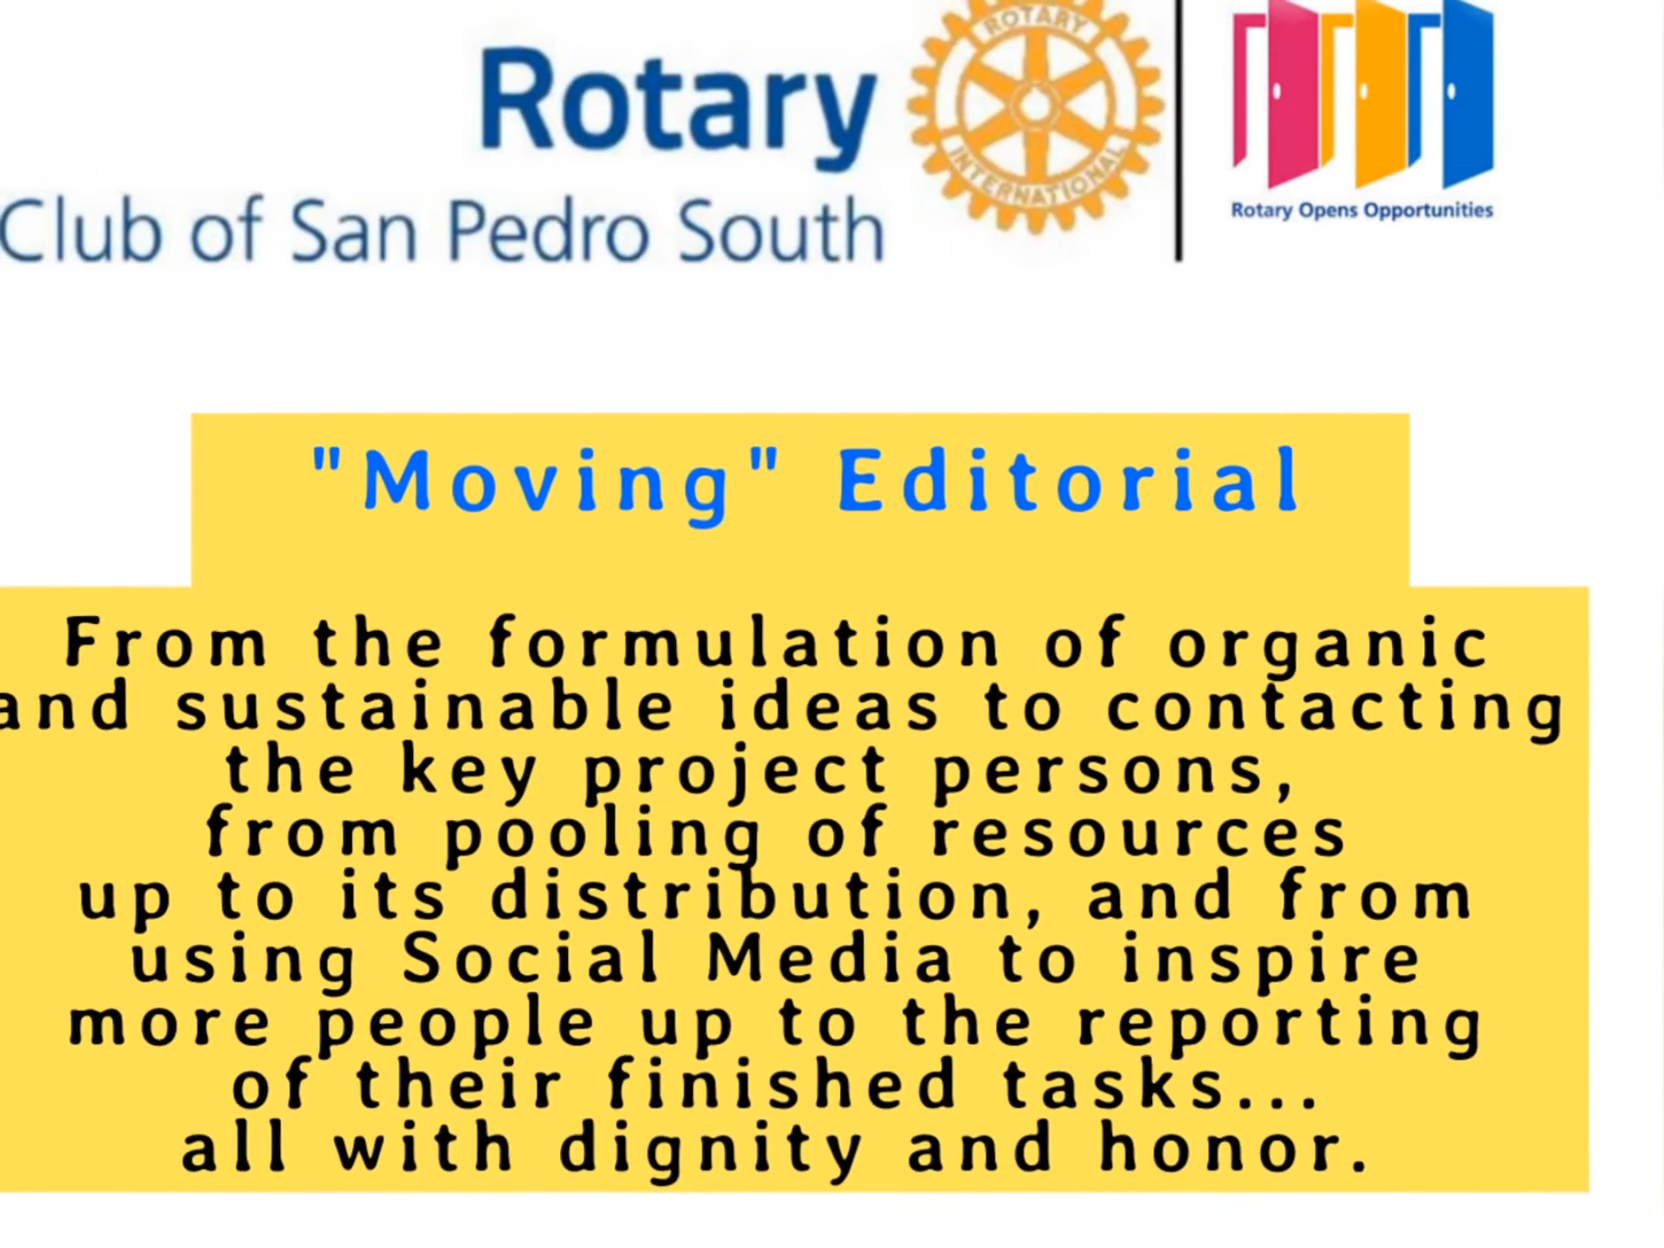 Rotary
Club of San Pedro South
ROTARY
INTERNATIONAL
Rotary Opens Opportunities
"Moving" Editorial
From the formulation of organic
and sustainable ideas to contacting
the key project persons,
from pooling of resources
up to its distribution, and from
using Social Media to inspire
more people up to the reporting
of their finished tasks...
all with dignity and honor.